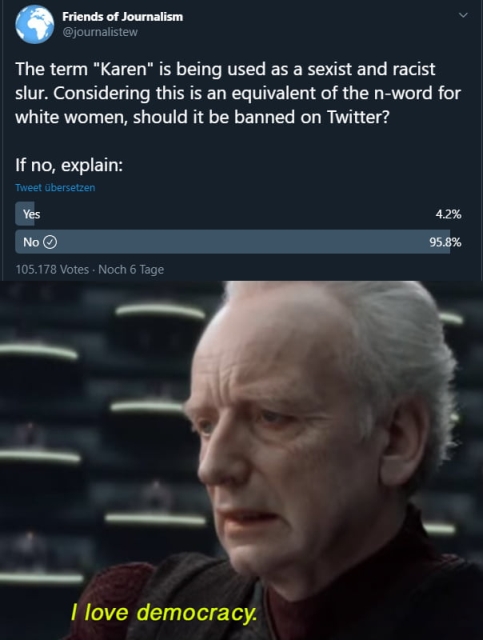 Friends of Journalism
@journalistew
The term "Karen" is being used as a sexist and racist
slur. Considering this is an equivalent of the n-word for
white women, should it be banned on Twitter?
If no, explain:
Tweet übersetzen
Yes 4.2%
No 95.8%
105.178 Votes · Noch 6 Tage
I love democracy.